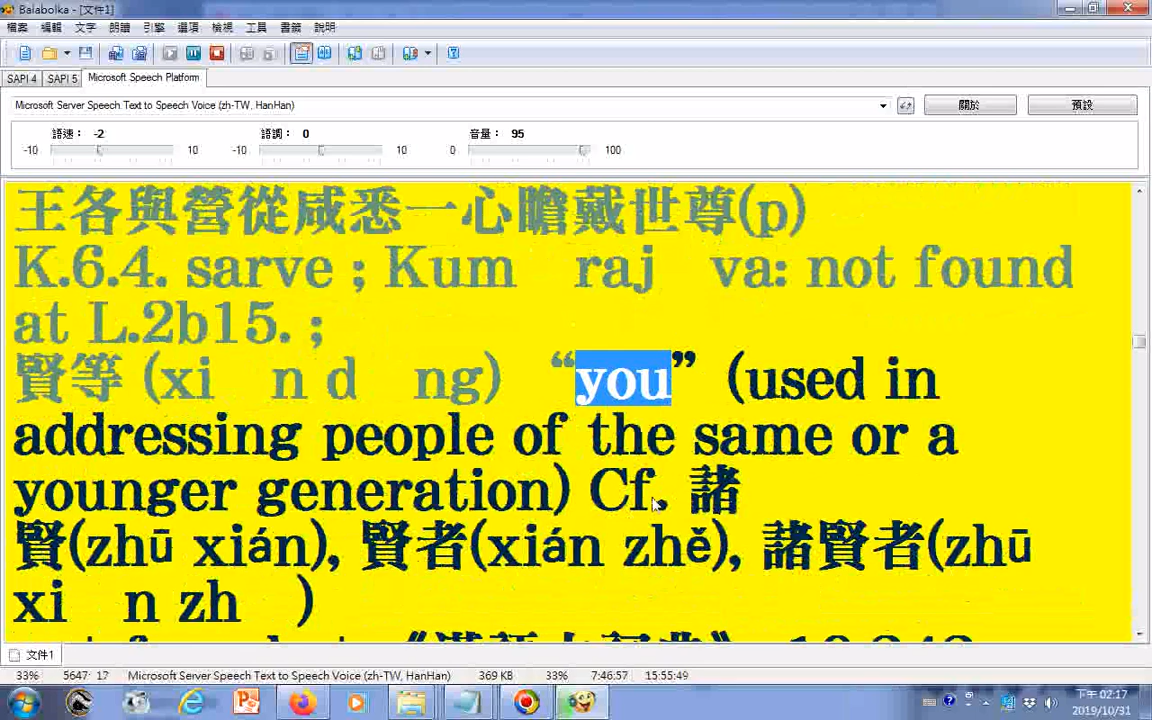 Balabolka - [文件1]
檔案 編輯 文字 朗讀 引擎 選項 檢視 工具 書籤 說明
SAPI 4 SAPI 5 Microsoft Speech Platform
Microsoft Server Speech Text to Speech Voice (zh-TW, HanHan) 關於 預設
語速： -2 語調： 0 音量： 95
-10 10 -10 10 0 100
王各與營從咸悉一心瞻戴世尊(p)
K.6.4. sarve ; Kum raj va: not found
at L.2b15. ;
賢等 (xi n d ng) “you” (used in
addressing people of the same or a
younger generation) Cf. 諸
賢(zhū xián), 賢者(xián zhě), 諸賢者(zhū
xi n zh )
文件1
33% 5647: 17 Microsoft Server Speech Text to Speech Voice (zh-TW, HanHan) 369 KB 33% 7:46:57 15:55:49
下午 02:17
2019/10/31